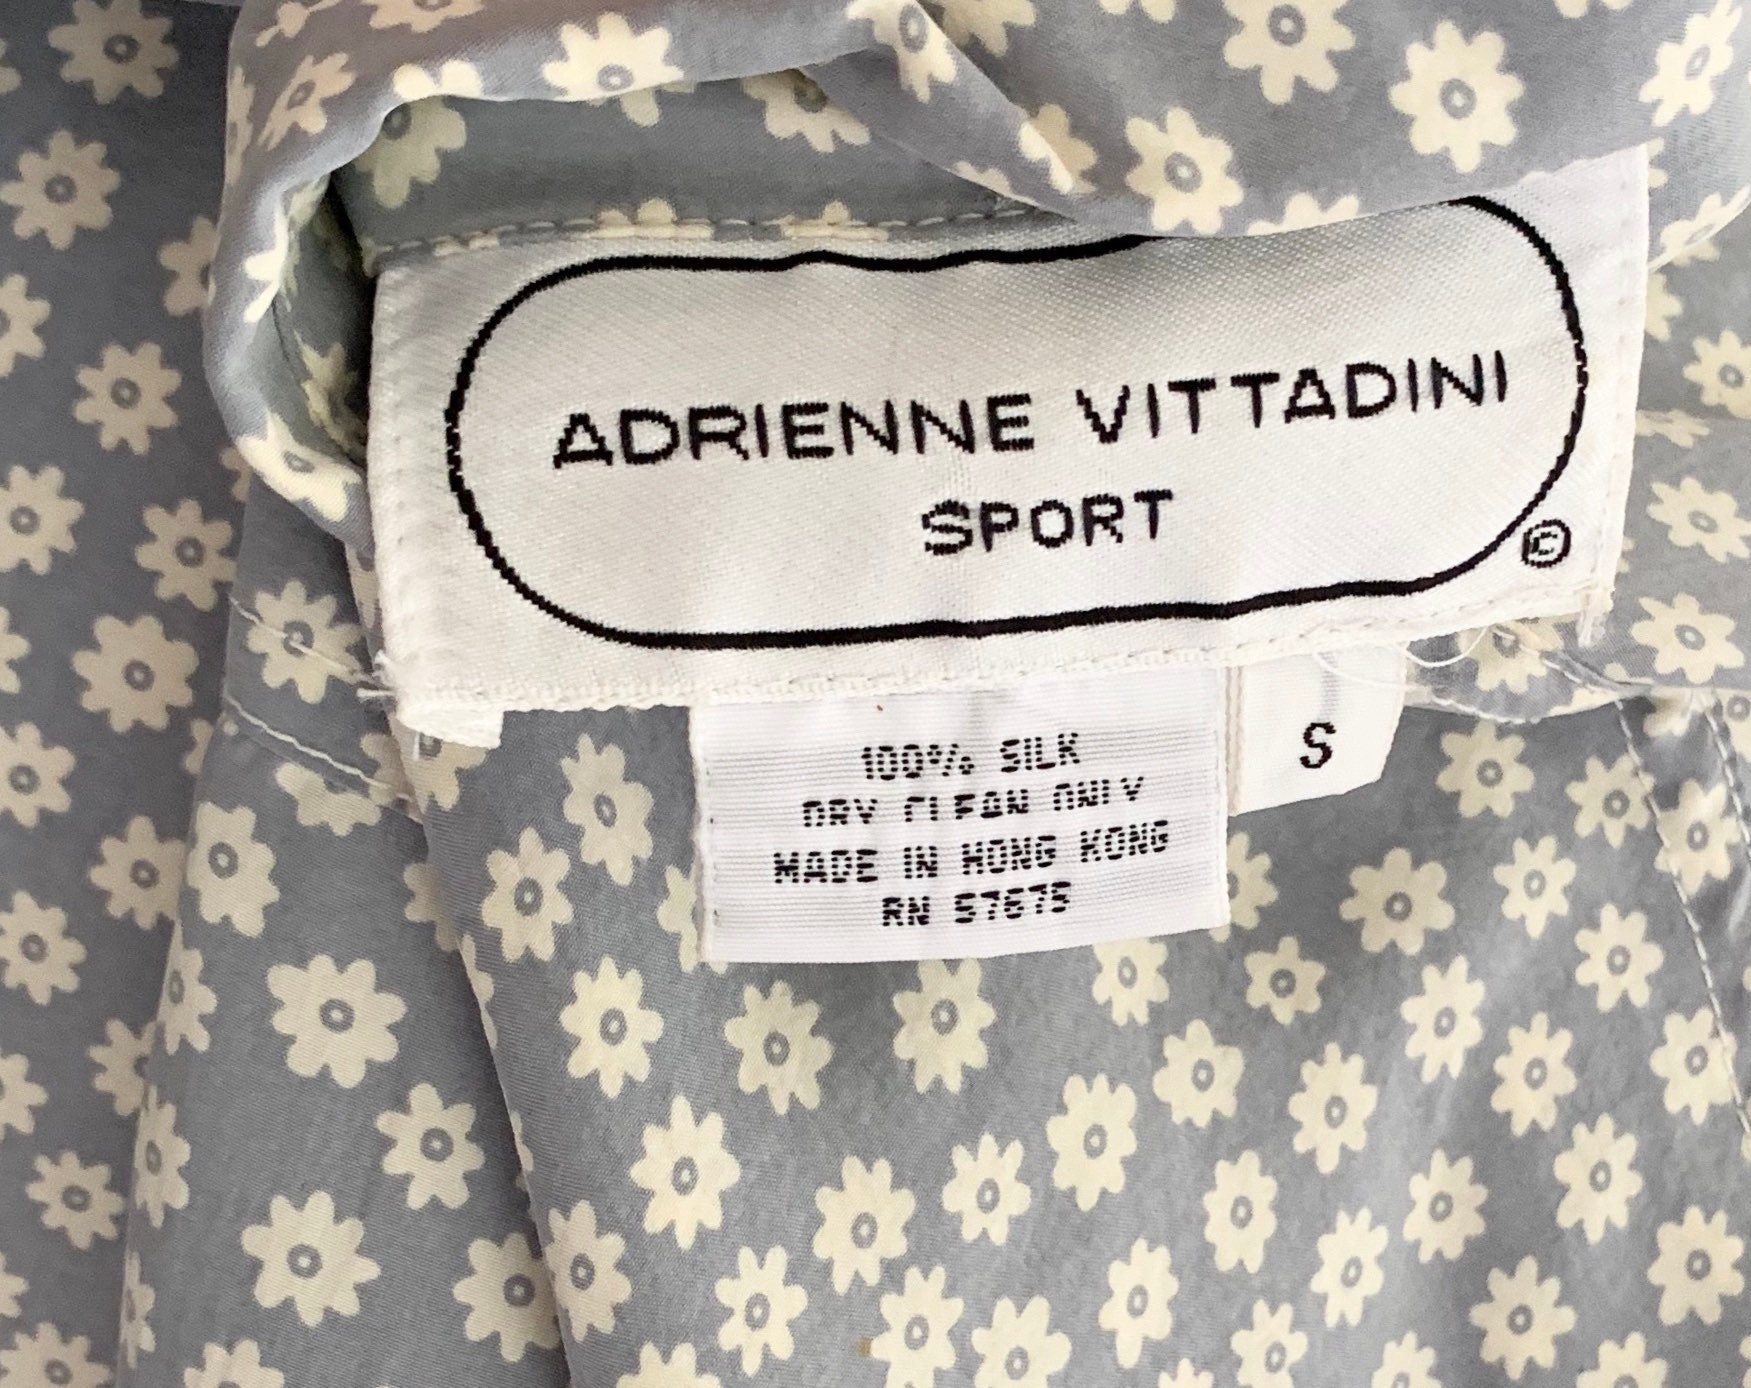 ADRIENNE VITTADINI
SPORT
©
S
100% SILK
DRY CLEAN ONLY
MADE IN HONG KONG
RN 57675